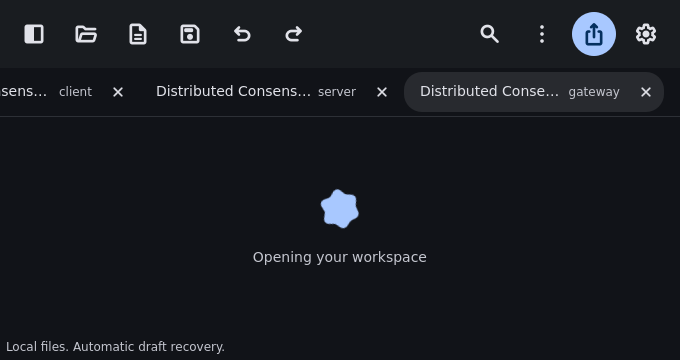 sens… client
Distributed Consens… server
Distributed Conse… gateway
Opening your workspace
Local files. Automatic draft recovery.